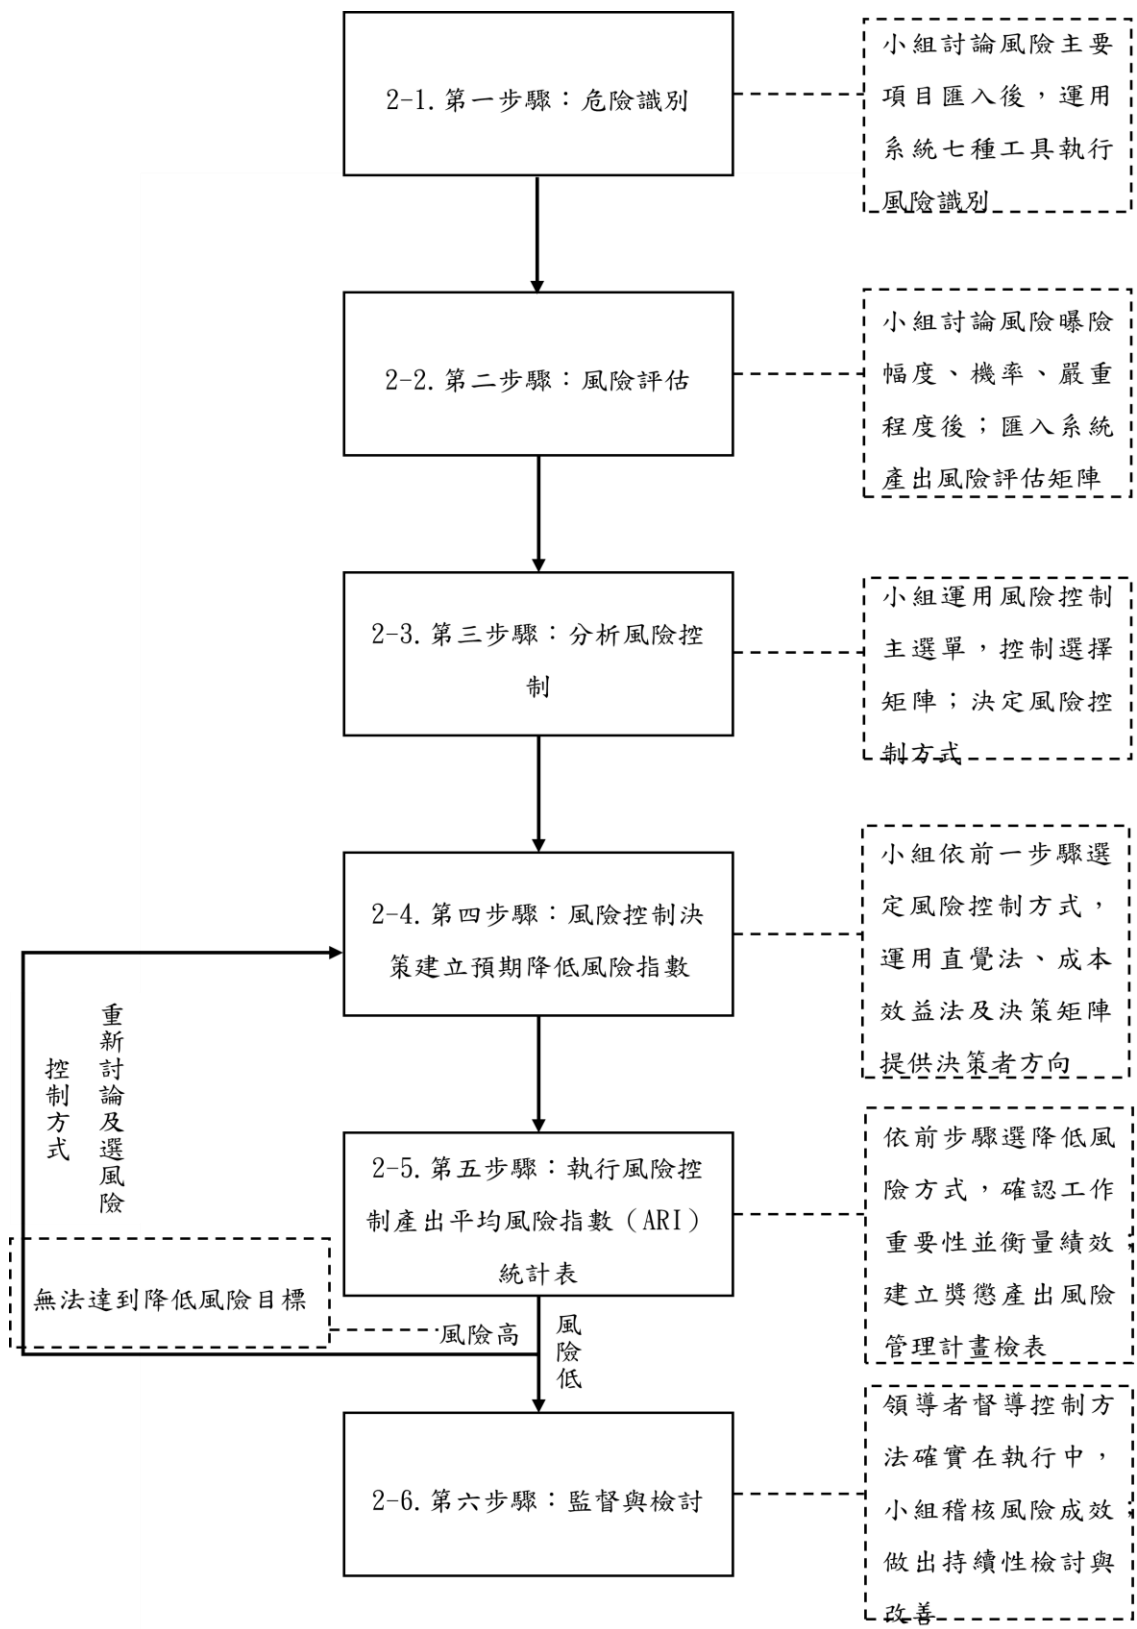 2-1.第一步驟：危險識別
小組討論風險主要
項目匯入後，運用
系統七種工具執行
風險識別
2-2.第二步驟：風險評估
小組討論風險曝險
幅度、機率、嚴重
程度後；匯入系統
產出風險評估矩陣
2-3.第三步驟：分析風險控
制
小組運用風險控制
主選單，控制選擇
矩陣；決定風險控
制方式
2-4.第四步驟：風險控制決
策建立預期降低風險指數
小組依前一步驟選
定風險控制方式，
運用直覺法、成本
效益法及決策矩陣
提供決策者方向
重新討論及選風險
控制方式
2-5.第五步驟：執行風險控
制產出平均風險指數（ARI）
統計表
依前步驟選降低風
險方式，確認工作
重要性並衡量績效；
建立獎懲產出風險
管理計畫檢表
無法達到降低風險目標
風險高
風險低
2-6.第六步驟：監督與檢討
領導者督導控制方
法確實在執行中，
小組稽核風險成效；
做出持續性檢討與
改善